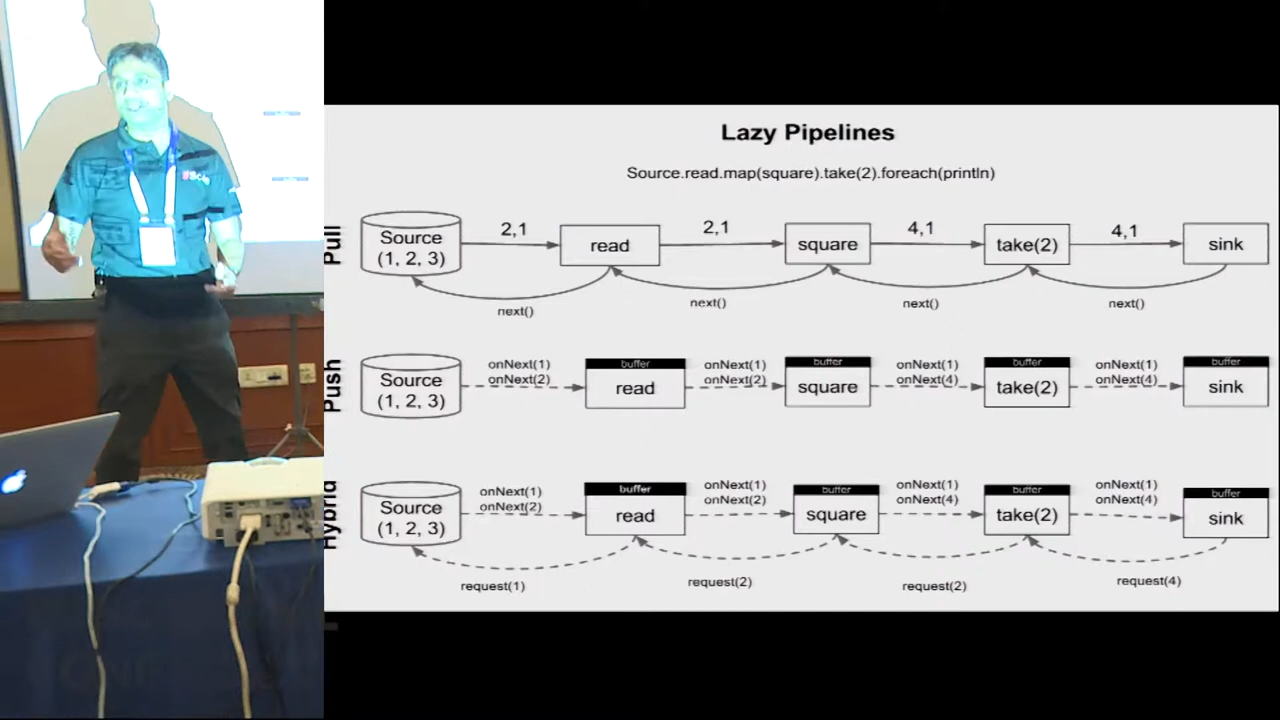 Lazy Pipelines
Source.read.map(square).take(2).foreach(println)
Pull
Source
(1, 2, 3)
2,1
read
2,1
square
4,1
take(2)
4,1
sink
next()
next()
next()
next()
Push
Source
(1, 2, 3)
onNext(1)
onNext(2)
buffer
read
onNext(1)
onNext(2)
buffer
square
onNext(1)
onNext(4)
buffer
take(2)
onNext(1)
onNext(4)
buffer
sink
Hybrid
Source
(1, 2, 3)
onNext(1)
onNext(2)
buffer
read
onNext(1)
onNext(2)
buffer
square
onNext(1)
onNext(4)
buffer
take(2)
onNext(1)
onNext(4)
buffer
sink
request(1)
request(2)
request(2)
request(4)